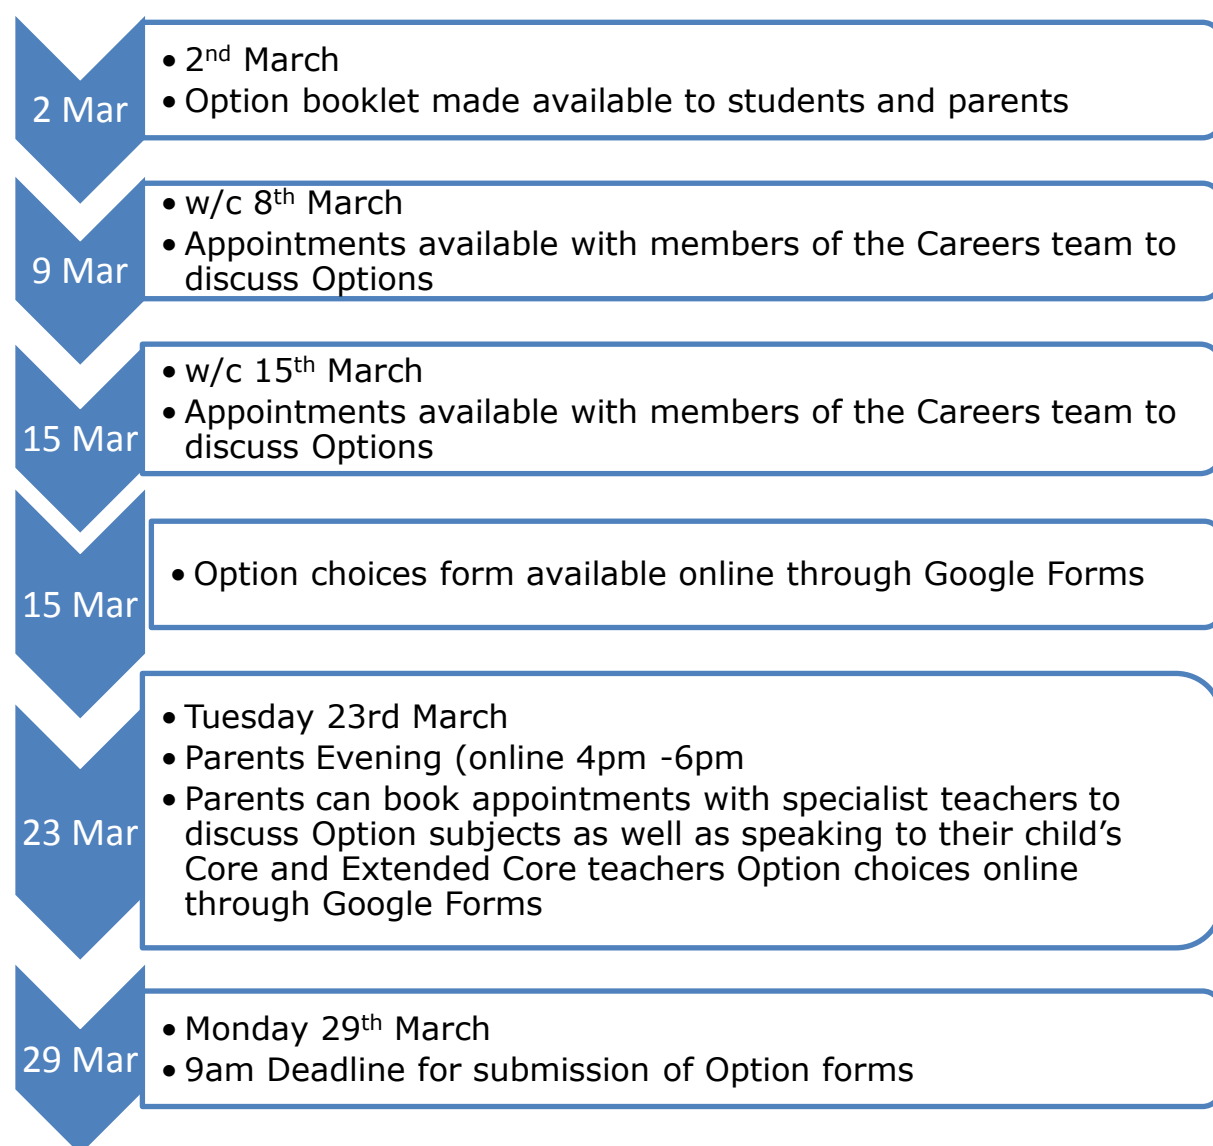 2 Mar
• 2nd March
• Option booklet made available to students and parents
9 Mar
• w/c 8th March
• Appointments available with members of the Careers team to
discuss Options
15 Mar
• w/c 15th March
• Appointments available with members of the Careers team to
discuss Options
15 Mar
• Option choices form available online through Google Forms
23 Mar
• Tuesday 23rd March
• Parents Evening (online 4pm -6pm
• Parents can book appointments with specialist teachers to
discuss Option subjects as well as speaking to their child’s
Core and Extended Core teachers Option choices online
through Google Forms
29 Mar
• Monday 29th March
• 9am Deadline for submission of Option forms